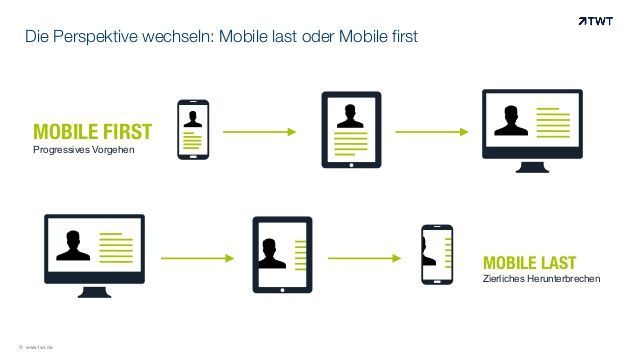 TWT
Die Perspektive wechseln: Mobile last oder Mobile first
MOBILE FIRST
Progressives Vorgehen
MOBILE LAST
Zierliches Herunterbrechen
© www.twt.de